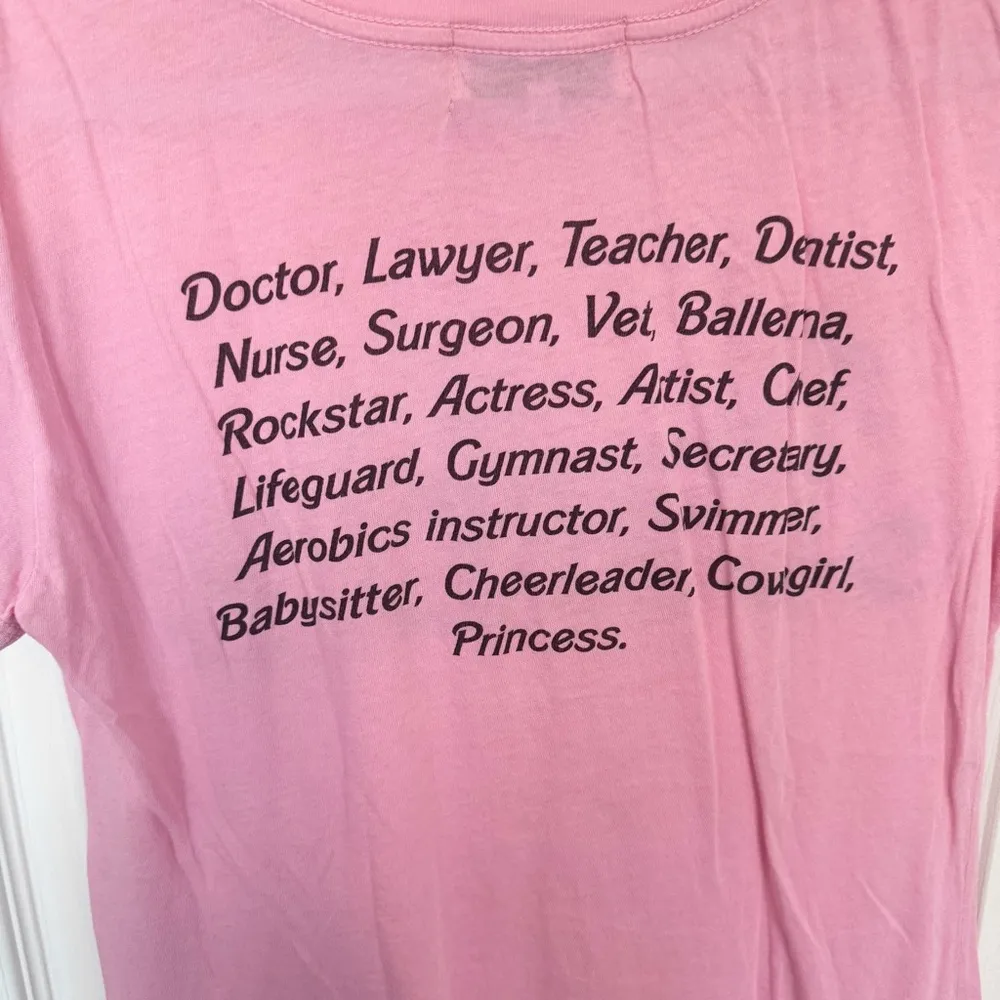 Doctor, Lawyer, Teacher, Dentist,
Nurse, Surgeon, Vet, Ballerina,
Rockstar, Actress, Artist, Chef,
Lifeguard, Gymnast, Secretary,
Aerobics instructor, Swimmer,
Babysitter, Cheerleader, Cowgirl,
Princess.